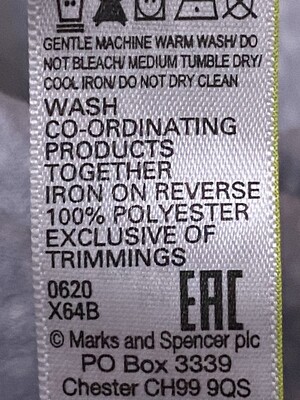 GENTLE MACHINE WARM WASH/ DO
NOT BLEACH/ MEDIUM TUMBLE DRY/
COOL IRON/ DO NOT DRY CLEAN
WASH
CO-ORDINATING
PRODUCTS
TOGETHER
IRON ON REVERSE
100% POLYESTER
EXCLUSIVE OF
TRIMMINGS
0620
X64B
EAC
© Marks and Spencer plc
PO Box 3339
Chester CH99 9QS